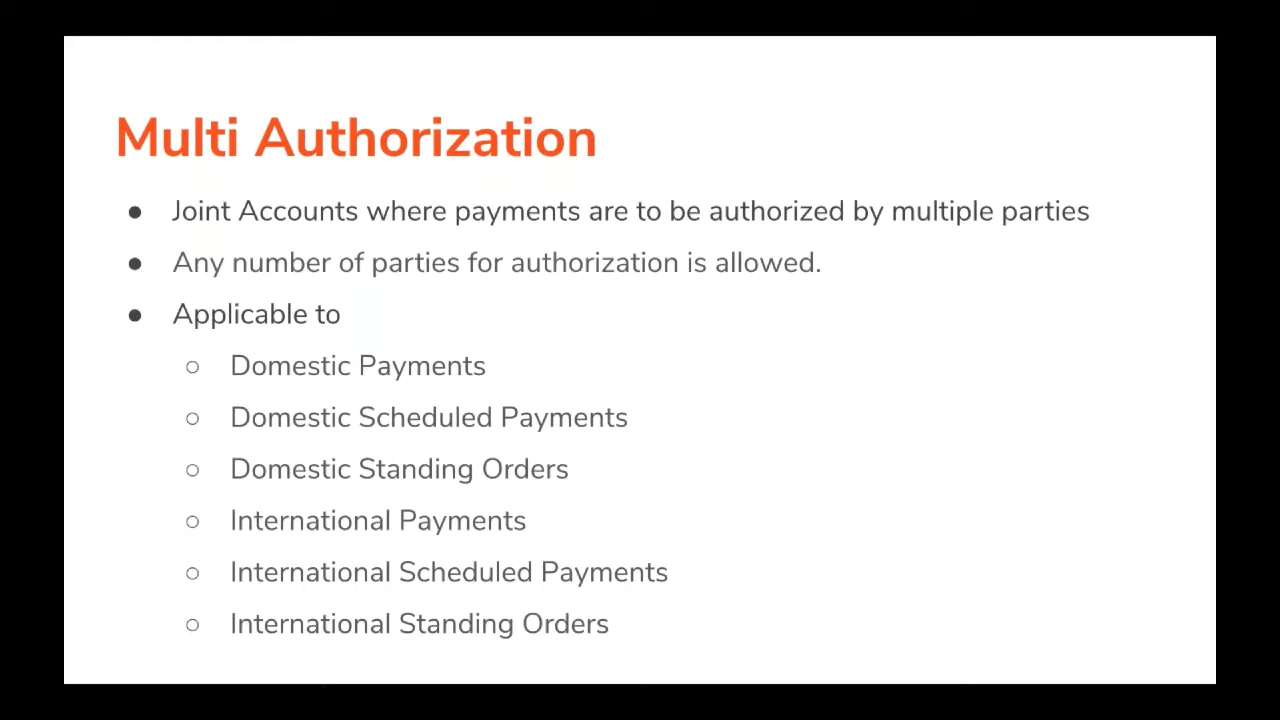 Multi Authorization
● Joint Accounts where payments are to be authorized by multiple parties
● Any number of parties for authorization is allowed.
● Applicable to
○ Domestic Payments
○ Domestic Scheduled Payments
○ Domestic Standing Orders
○ International Payments
○ International Scheduled Payments
○ International Standing Orders